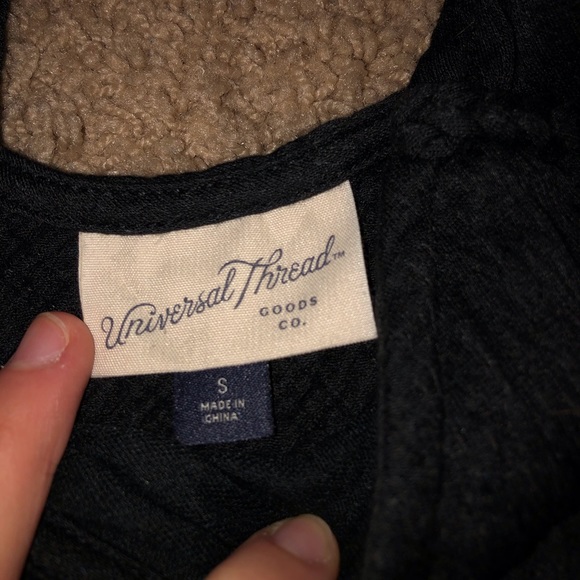 Universal Thread™
GOODS
CO.
S
MADE IN
CHINA